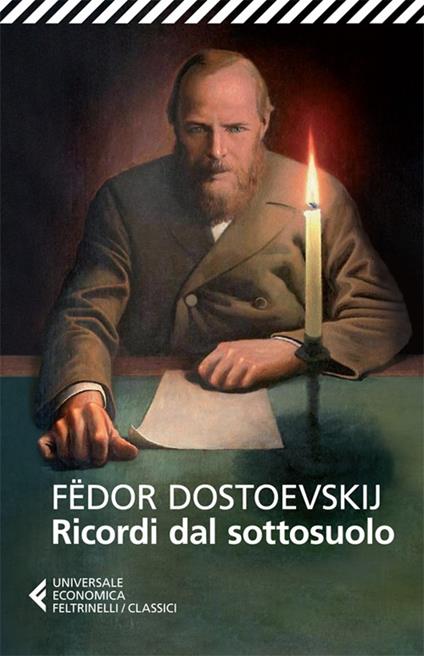 FËDOR DOSTOEVSKIJ
Ricordi dal sottosuolo
UNIVERSALE
ECONOMICA
FELTRINELLI/CLASSICI